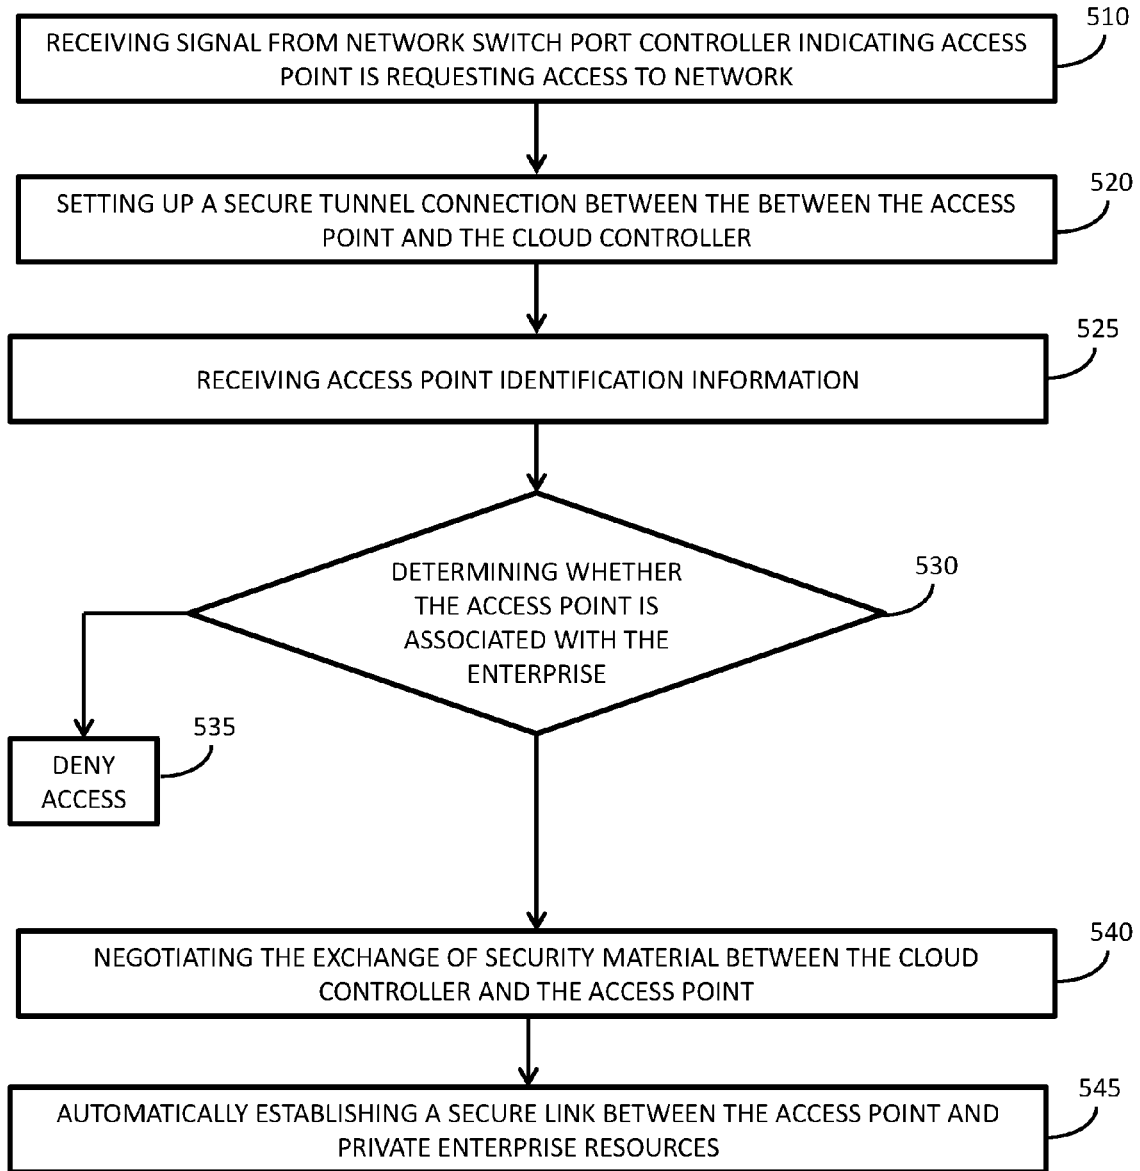 510
RECEIVING SIGNAL FROM NETWORK SWITCH PORT CONTROLLER INDICATING ACCESS
POINT IS REQUESTING ACCESS TO NETWORK
520
SETTING UP A SECURE TUNNEL CONNECTION BETWEEN THE BETWEEN THE ACCESS
POINT AND THE CLOUD CONTROLLER
525
RECEIVING ACCESS POINT IDENTIFICATION INFORMATION
530
DETERMINING WHETHER
THE ACCESS POINT IS
ASSOCIATED WITH THE
ENTERPRISE
535
DENY
ACCESS
540
NEGOTIATING THE EXCHANGE OF SECURITY MATERIAL BETWEEN THE CLOUD
CONTROLLER AND THE ACCESS POINT
545
AUTOMATICALLY ESTABLISHING A SECURE LINK BETWEEN THE ACCESS POINT AND
PRIVATE ENTERPRISE RESOURCES